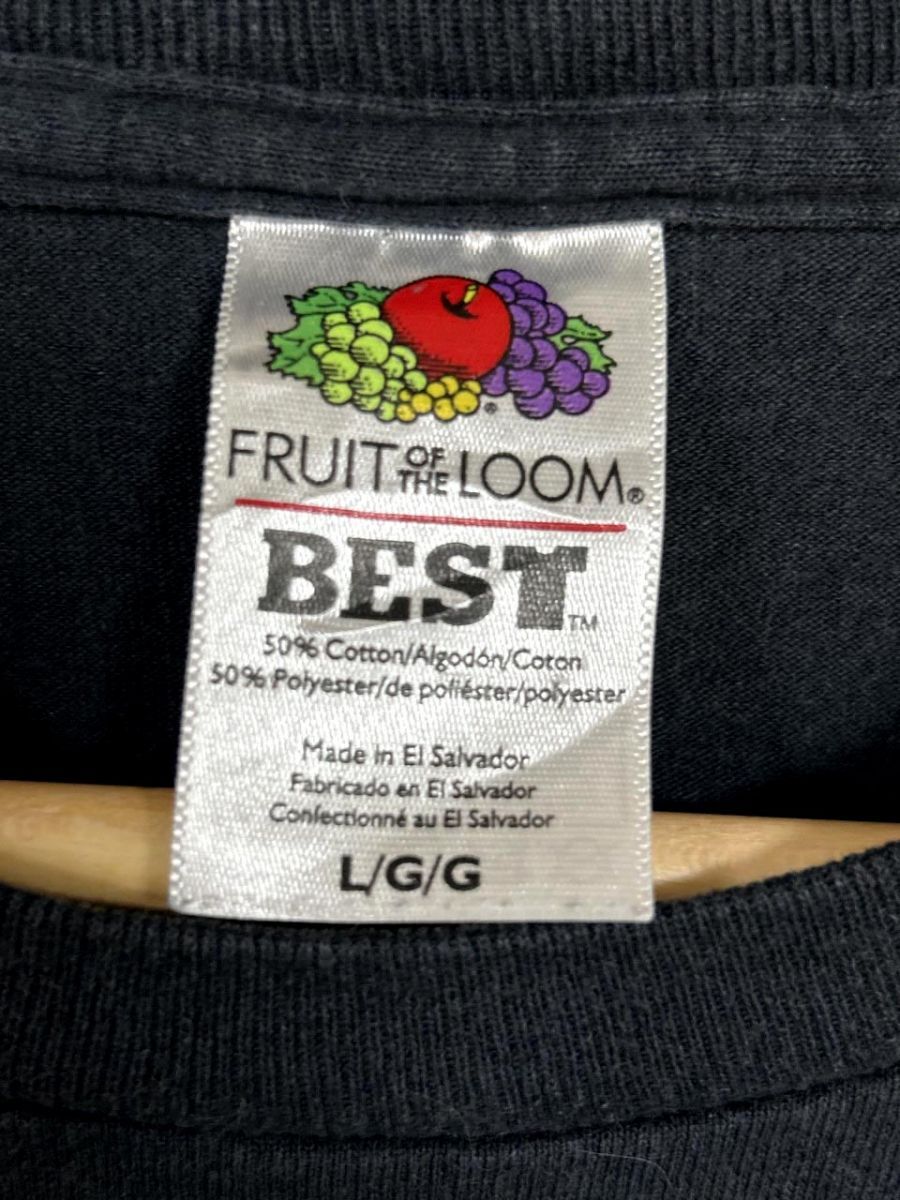 FRUIT OF THE LOOM®
BEST™
50% Cotton/Algodón/Coton
50% Polyester/de poliéster/polyester
Made in El Salvador
Fabricado en El Salvador
Confectionné au El Salvador
L/G/G